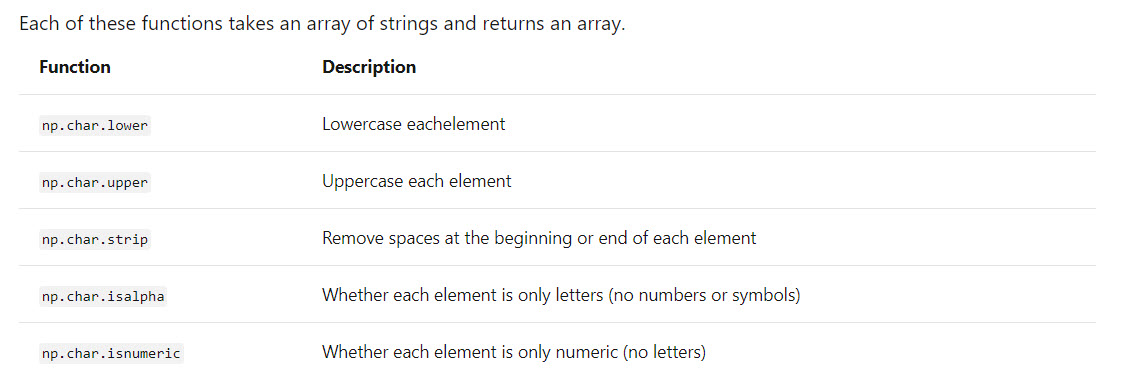 Each of these functions takes an array of strings and returns an array.
Function Description
np.char.lower Lowercase eachelement
np.char.upper Uppercase each element
np.char.strip Remove spaces at the beginning or end of each element
np.char.isalpha Whether each element is only letters (no numbers or symbols)
np.char.isnumeric Whether each element is only numeric (no letters)